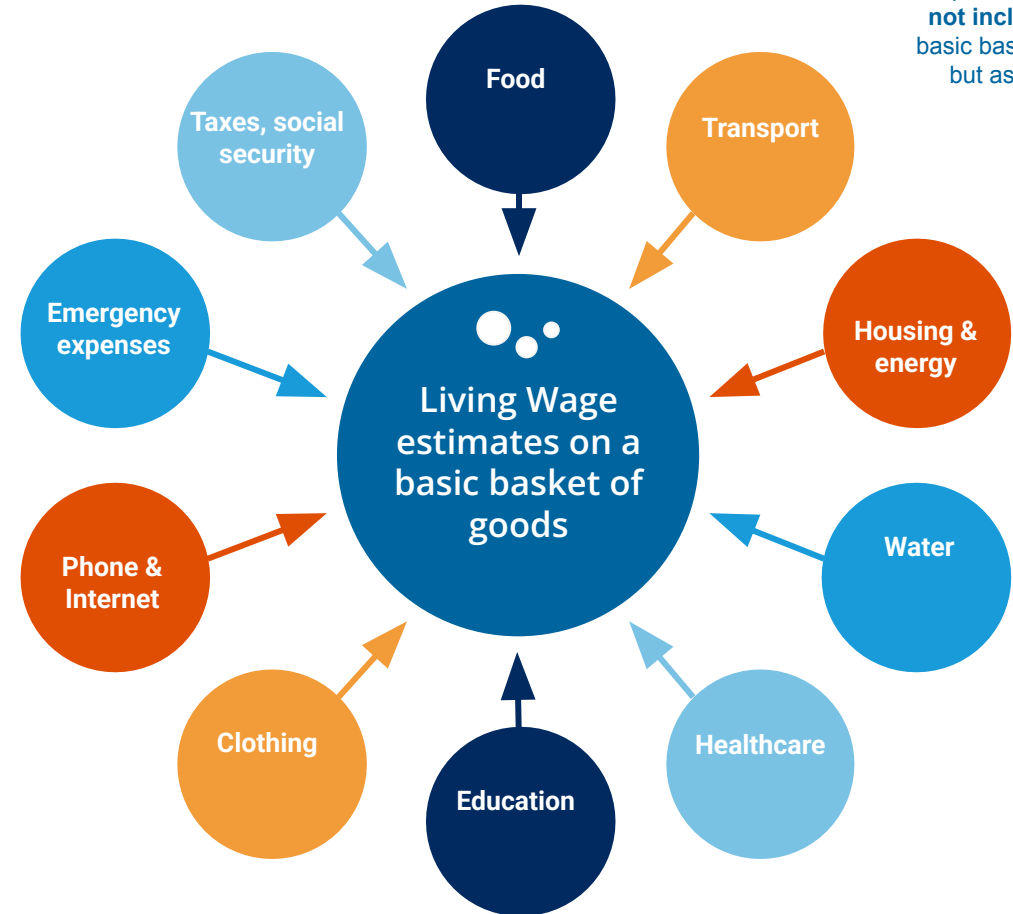 not incl
basic bas
but as
Food
Transport
Housing &
energy
Water
Healthcare
Education
Clothing
Phone &
Internet
Emergency
expenses
Taxes, social
security
Living Wage
estimates on a
basic basket of
goods